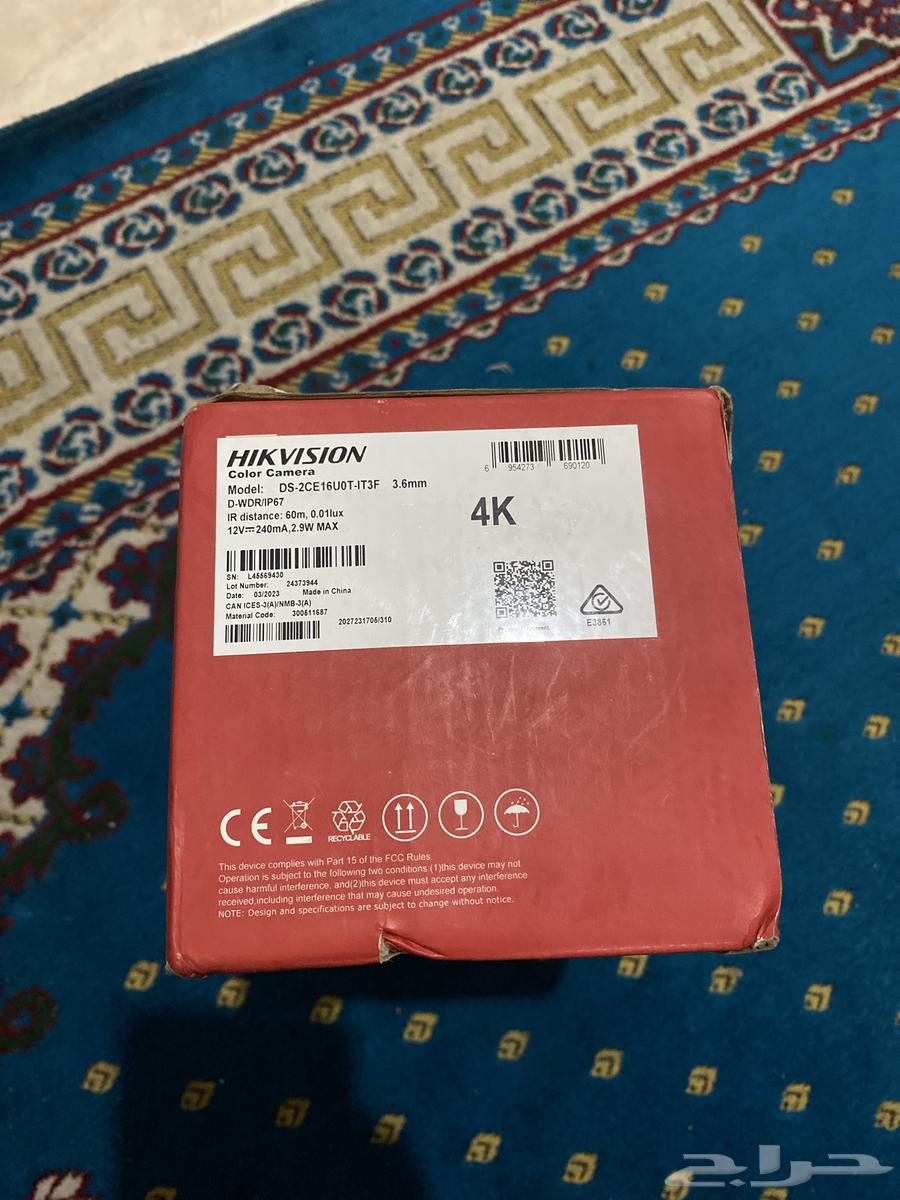 HIKVISION
Color Camera
Model: DS-2CE16U0T-IT3F 3.6mm
D-WDR/IP67
IR distance: 60m, 0.01lux
12V⎓240mA,2.9W MAX
6 954273 690120
4K
SN: L45569430
Lot Number: 24373944
Date: 03/2023 Made in China
CAN ICES-3(A)/NMB-3(A)
Material Code: 300511687
2027231705/310
E3861
CE
RECYCLABLE
This device complies with Part 15 of the FCC Rules.
Operation is subject to the following two conditions:(1)this device may not
cause harmful interference, and(2)this device must accept any interference
received,including interference that may cause undesired operation.
NOTE: Design and specifications are subject to change without notice.
حراج